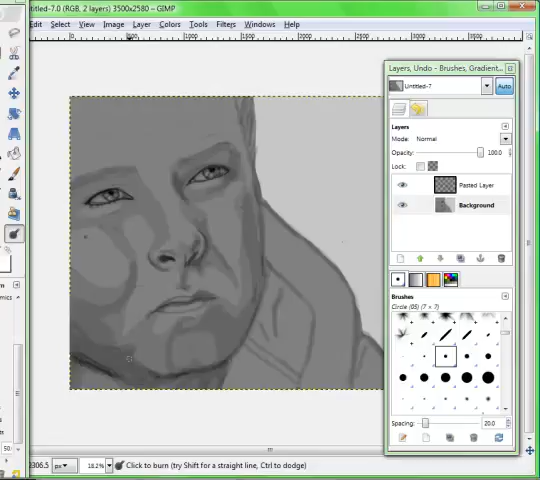 ntitled-7.0 (RGB, 2 layers) 3500x2580 – GIMP
Edit Select View Image Layer Colors Tools Filters Windows Help
Layers, Undo - Brushes, Gradient...
Untitled-7
Auto
Layers
Mode: Normal
Opacity: 100.0
Lock:
Pasted Layer
Background
Brushes
Circle (05) (7 × 7)
Spacing: 20.0
px 18.2% Click to burn (try Shift for a straight line, Ctrl to dodge)